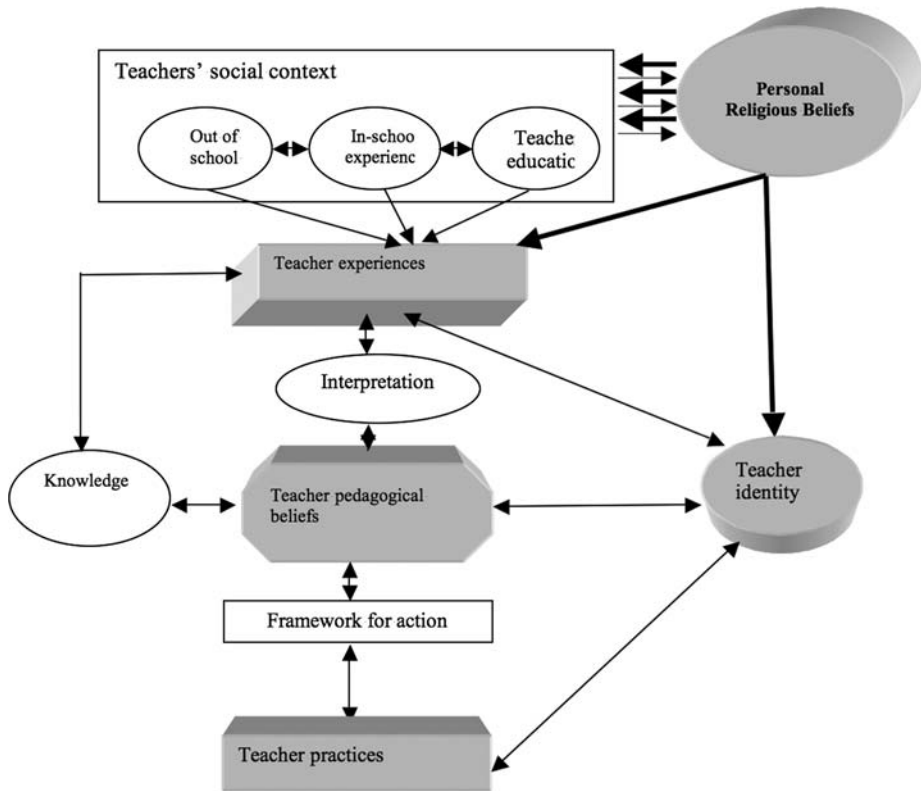 Teachers' social context
Personal
Religious Beliefs
Out of
school
In-schoo
experienc
Teache
educatic
Teacher experiences
Interpretation
Knowledge
Teacher pedagogical
beliefs
Teacher
identity
Framework for action
Teacher practices